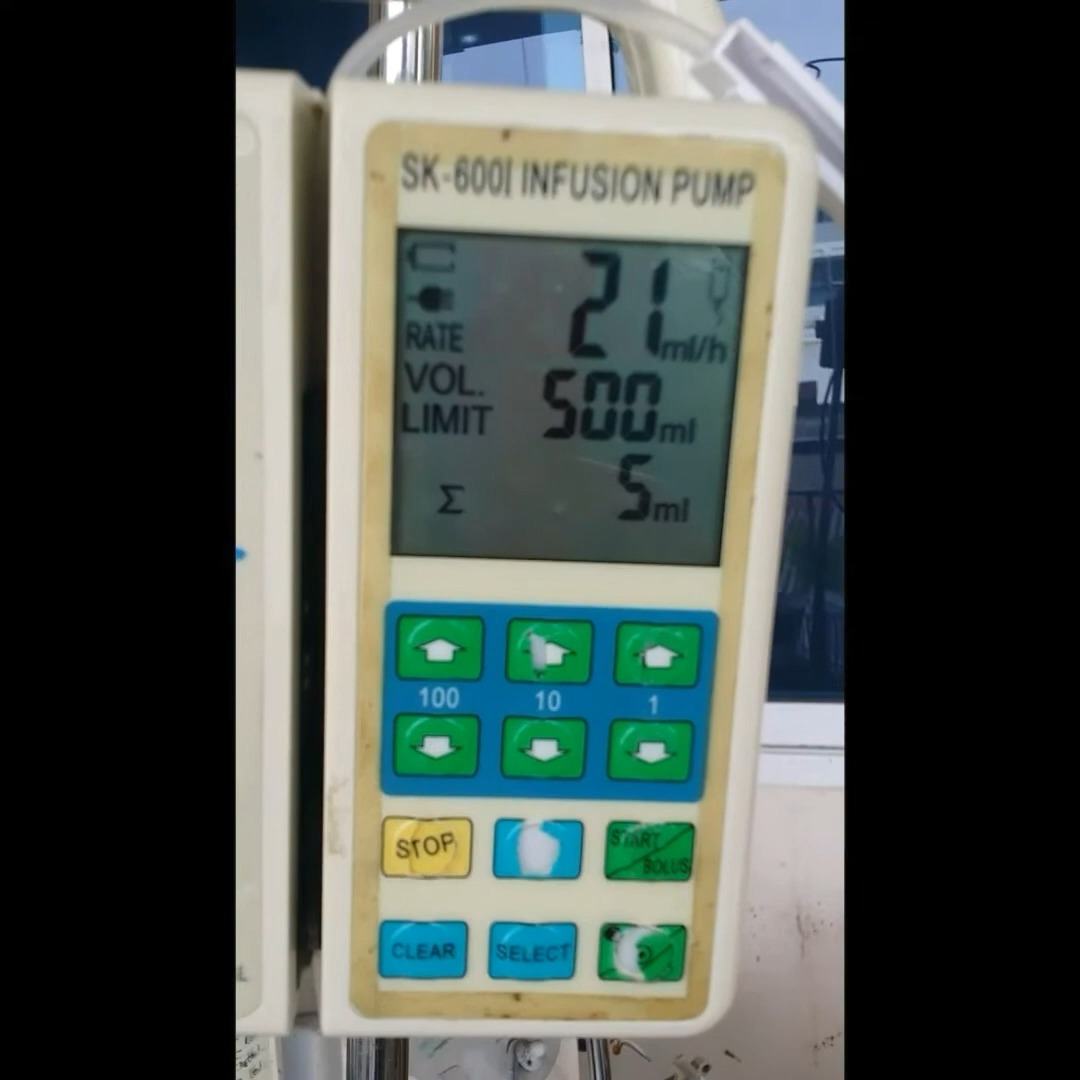 SK-600I INFUSION PUMP
RATE 21 ml/h
VOL.
LIMIT 500 ml
Σ 5 ml
100 10 1
STOP START BOLUS
CLEAR SELECT